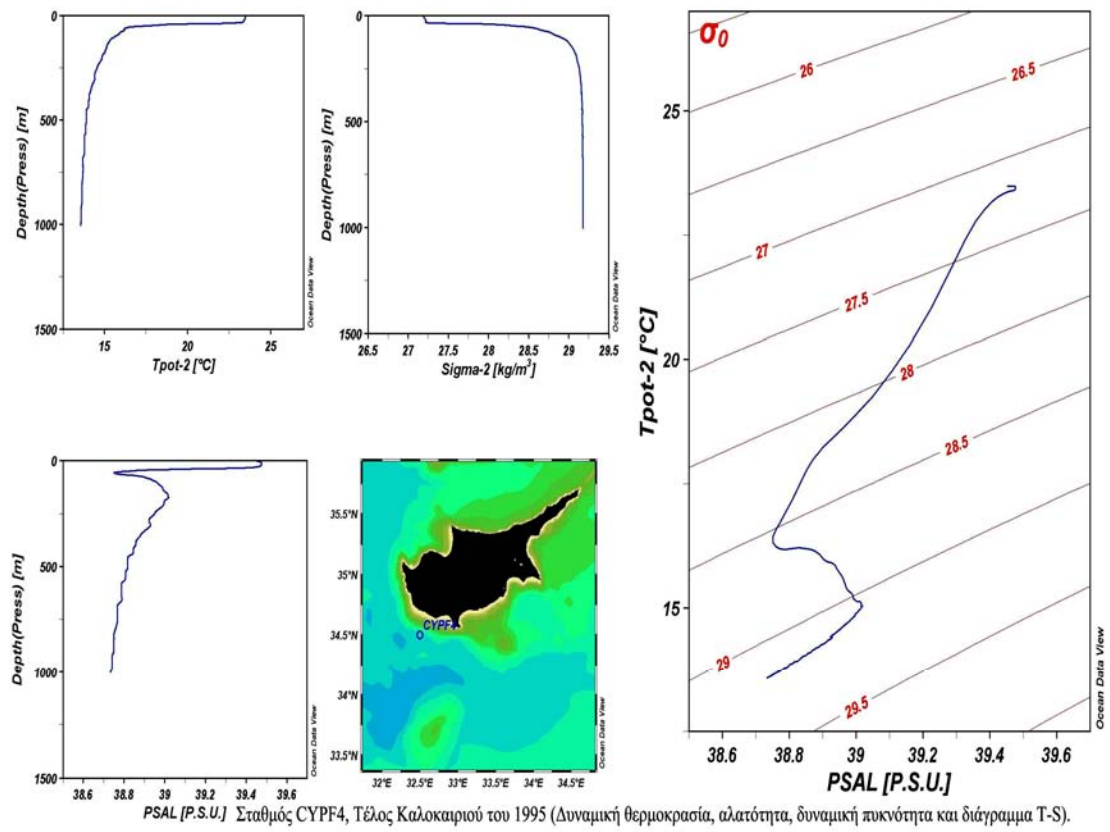 0
500
1000
1500
Depth(Press) [m]
15
20
25
Tpot-2 [°C]
Ocean Data View
0
500
1000
1500
Depth(Press) [m]
26.5
27
27.5
28
28.5
29
29.5
Sigma-2 [kg/m³]
Ocean Data View
σ₀
25
20
15
Tpot-2 [°C]
26
26.5
27
27.5
28
28.5
29
29.5
38.6
38.8
39
39.2
39.4
39.6
PSAL [P.S.U.]
Ocean Data View
0
500
1000
1500
Depth(Press) [m]
38.6
38.8
39
39.2
39.4
39.6
PSAL [P.S.U.]
Ocean Data View
35.5°N
35°N
34.5°N
34°N
33.5°N
CYPF4
32°E
32.5°E
33°E
33.5°E
34°E
34.5°E
Ocean Data View
Σταθμός CYPF4, Τέλος Καλοκαιριού του 1995 (Δυναμική θερμοκρασία, αλατότητα, δυναμική πυκνότητα και διάγραμμα T-S).